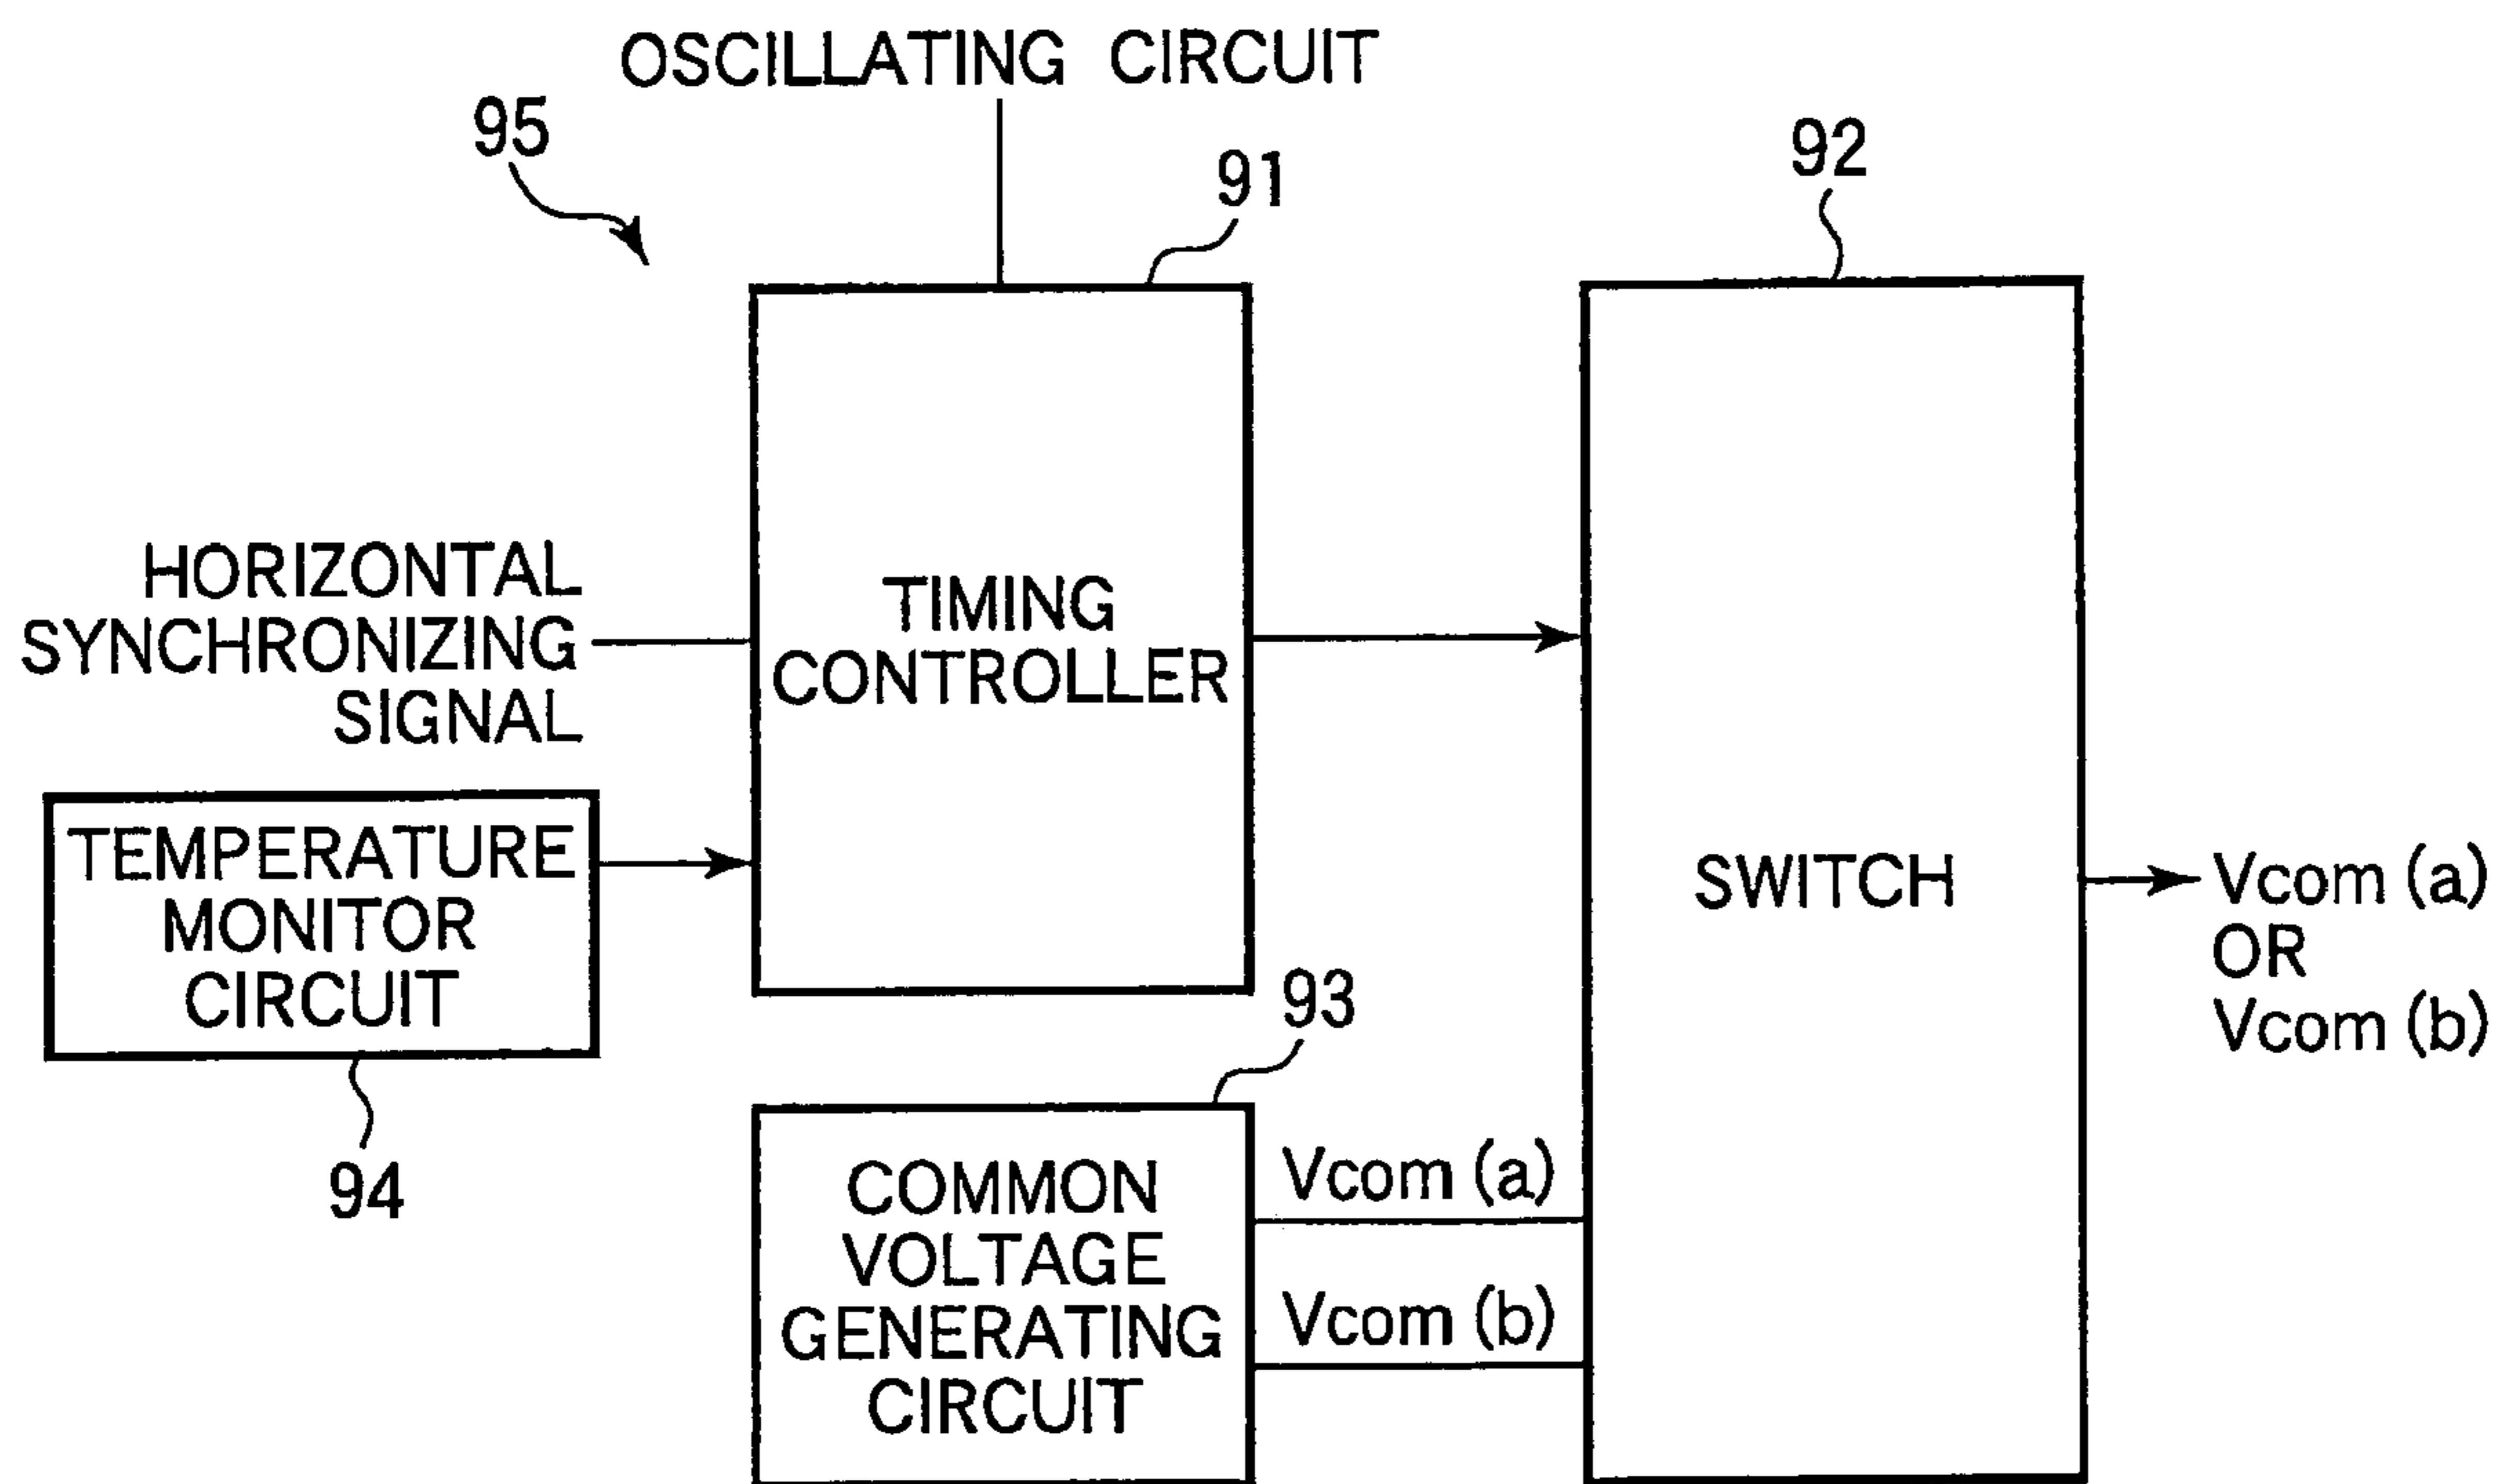 OSCILLATING CIRCUIT
95
91
92
HORIZONTAL
SYNCHRONIZING
SIGNAL
TIMING
CONTROLLER
TEMPERATURE
MONITOR
CIRCUIT
94
SWITCH
Vcom (a)
OR
Vcom (b)
93
COMMON
VOLTAGE
GENERATING
CIRCUIT
Vcom (a)
Vcom (b)